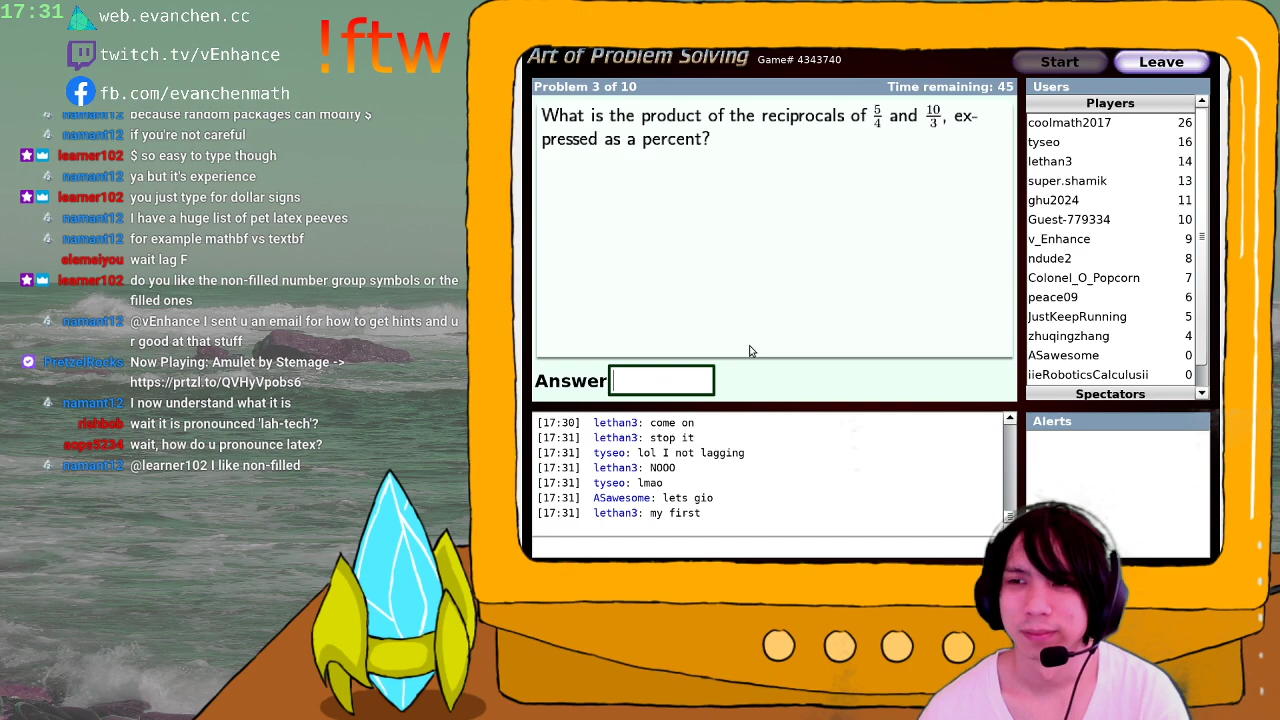 17:31
web.evanchen.cc
twitch.tv/vEnhance
fb.com/evanchenmath
!ftw
namant12 because random packages can modify $
namant12 if you're not careful
learner102 $ so easy to type though
namant12 ya but it's experience
learner102 you just type for dollar signs
namant12 I have a huge list of pet latex peeves
namant12 for example mathbf vs textbf
elemeiyou wait lag F
learner102 do you like the non-filled number group symbols or the
filled ones
namant12 @vEnhance I sent u an email for how to get hints and u
r good at that stuff
PretzelRocks Now Playing: Amulet by Stemage ->
https://prtzl.to/QVHyVpobs6
namant12 I now understand what it is
rishbob wait it is pronounced 'lah-tech'?
aops5234 wait, how do u pronounce latex?
namant12 @learner102 I like non-filled
Art of Problem Solving Game# 4343740
Start Leave
Problem 3 of 10 Time remaining: 45
What is the product of the reciprocals of 5/4 and 10/3, ex-
pressed as a percent?
Answer
[17:30] lethan3: come on
[17:31] lethan3: stop it
[17:31] tyseo: lol I not lagging
[17:31] lethan3: NOOO
[17:31] tyseo: lmao
[17:31] ASawesome: lets gio
[17:31] lethan3: my first
Users
Players
coolmath2017 26
tyseo 16
lethan3 14
super.shamik 13
ghu2024 11
Guest-779334 10
v_Enhance 9
ndude2 8
Colonel_O_Popcorn 7
peace09 6
JustKeepRunning 5
zhuqingzhang 4
ASawesome 0
iieRoboticsCalculusii 0
Spectators
Alerts